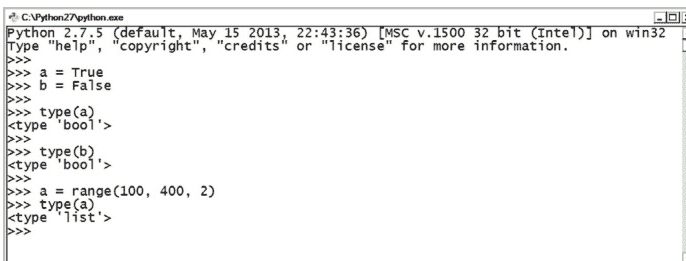 C:\Python27\python.exe
Python 2.7.5 (default, May 15 2013, 22:43:36) [MSC v.1500 32 bit (Intel)] on win32
Type "help", "copyright", "credits" or "license" for more information.
>>>
>>> a = True
>>> b = False
>>>
>>> type(a)
<type 'bool'>
>>>
>>> type(b)
<type 'bool'>
>>>
>>> a = range(100, 400, 2)
>>> type(a)
<type 'list'>
>>>